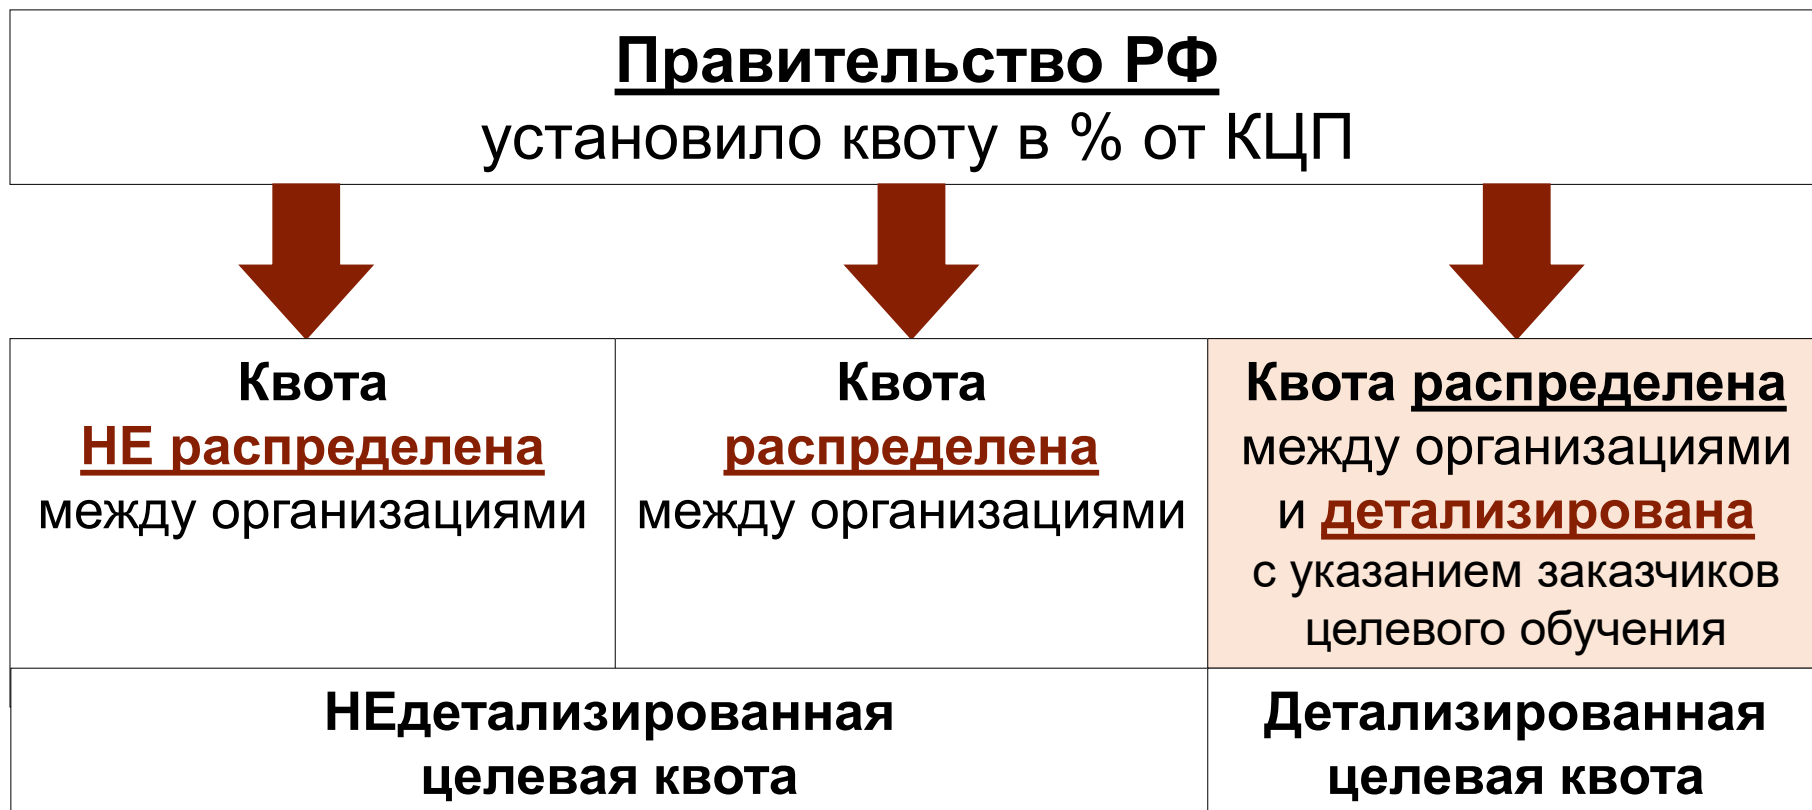 Правительство РФ
установило квоту в % от КЦП
Квота
НЕ распределена
между организациями
Квота
распределена
между организациями
Квота распределена
между организациями
и детализирована
с указанием заказчиков
целевого обучения
НЕдетализированная
целевая квота
Детализированная
целевая квота